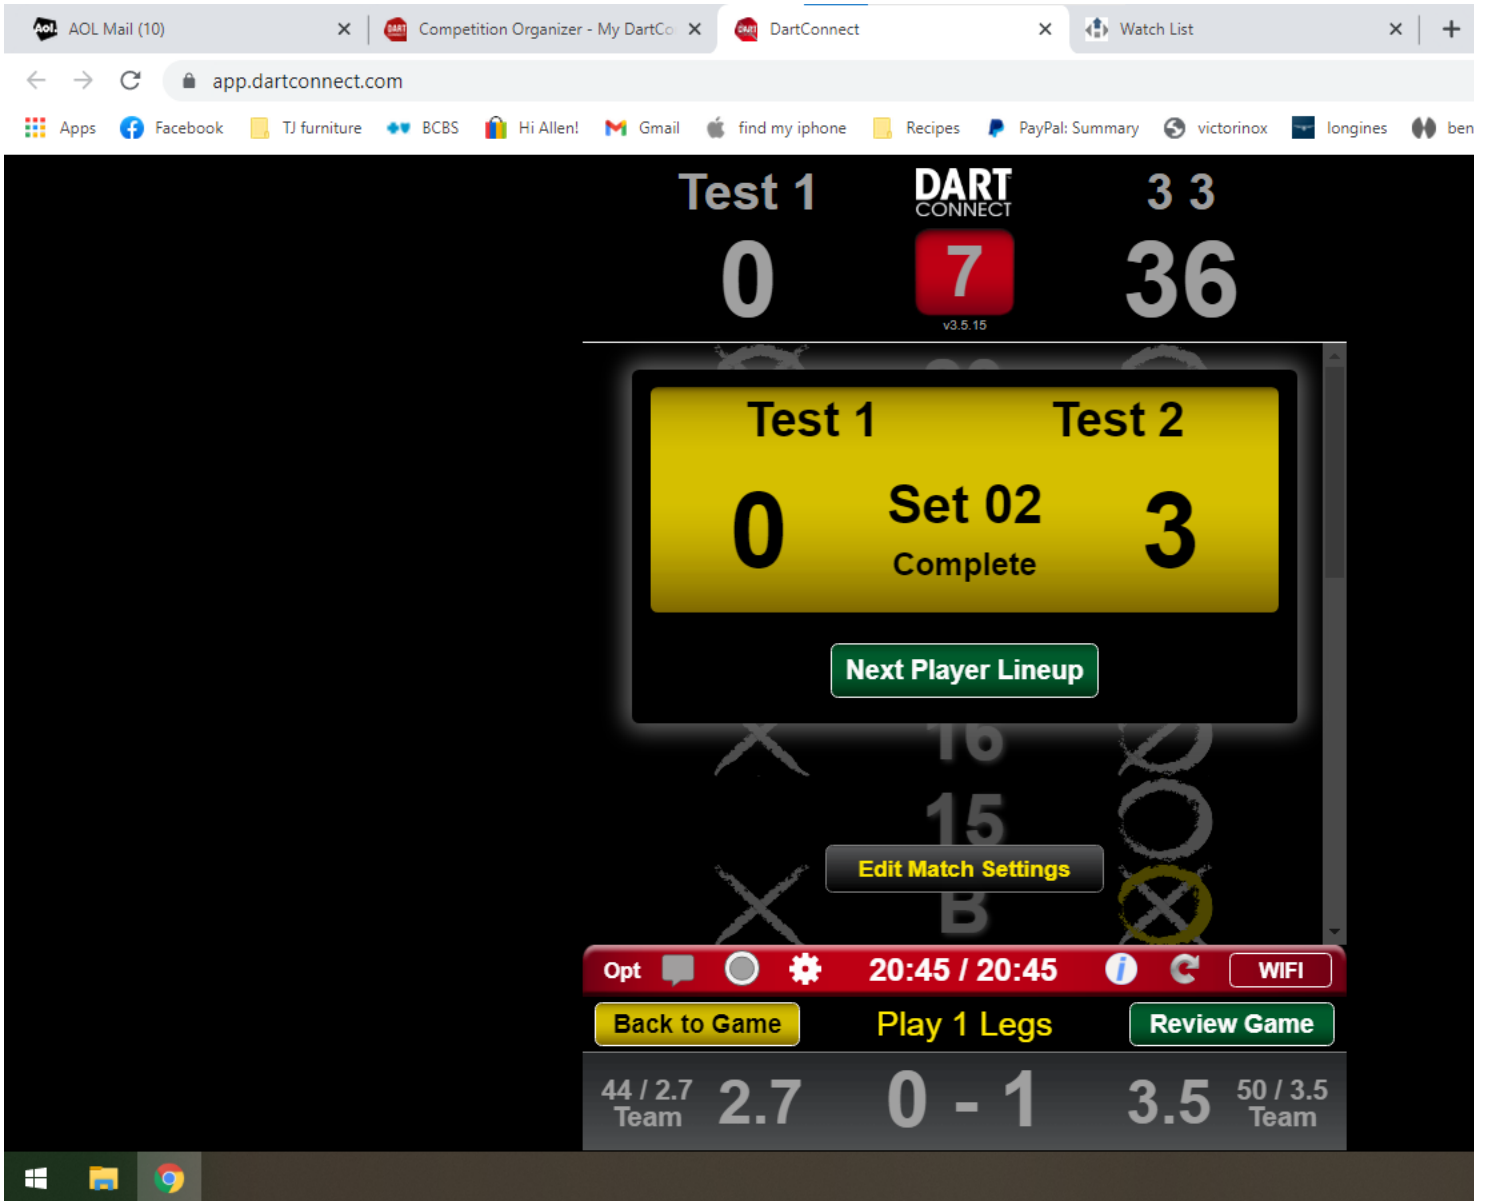 Aol. AOL Mail (10)
Competition Organizer - My DartCo
DartConnect
Watch List
app.dartconnect.com
Apps Facebook TJ furniture BCBS Hi Allen! Gmail find my iphone Recipes PayPal: Summary victorinox longines ben
Test 1 DART CONNECT 3 3
0 7 36
v3.5.15
Test 1 Test 2
0 Set 02 3
Complete
Next Player Lineup
16
15
Edit Match Settings
B
Opt 20:45 / 20:45 i WIFI
Back to Game Play 1 Legs Review Game
44 / 2.7 Team 2.7 0 - 1 3.5 50 / 3.5 Team